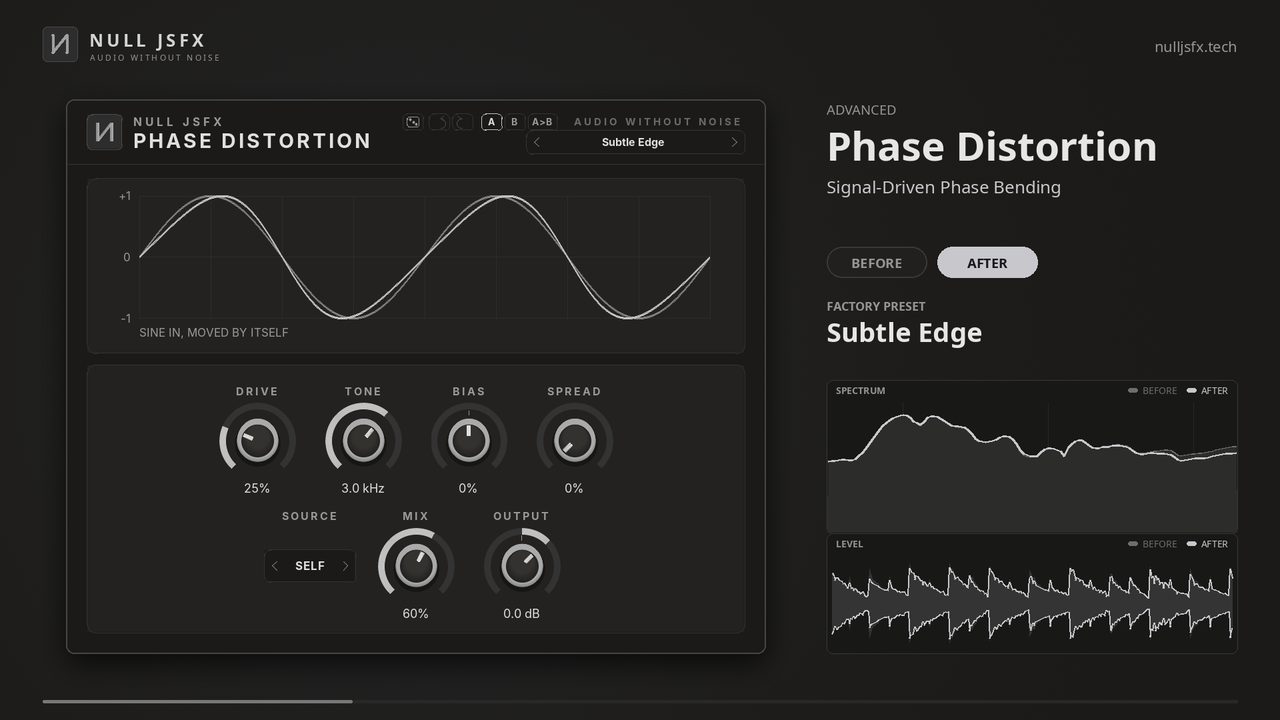 NULL JSFX
AUDIO WITHOUT NOISE
nulljsfx.tech
NULL JSFX
PHASE DISTORTION
A B A>B
AUDIO WITHOUT NOISE
Subtle Edge
+1
0
-1
SINE IN, MOVED BY ITSELF
DRIVE TONE BIAS SPREAD
25% 3.0 kHz 0% 0%
SOURCE MIX OUTPUT
SELF
60% 0.0 dB
ADVANCED
Phase Distortion
Signal-Driven Phase Bending
BEFORE AFTER
FACTORY PRESET
Subtle Edge
SPECTRUM BEFORE AFTER
LEVEL BEFORE AFTER